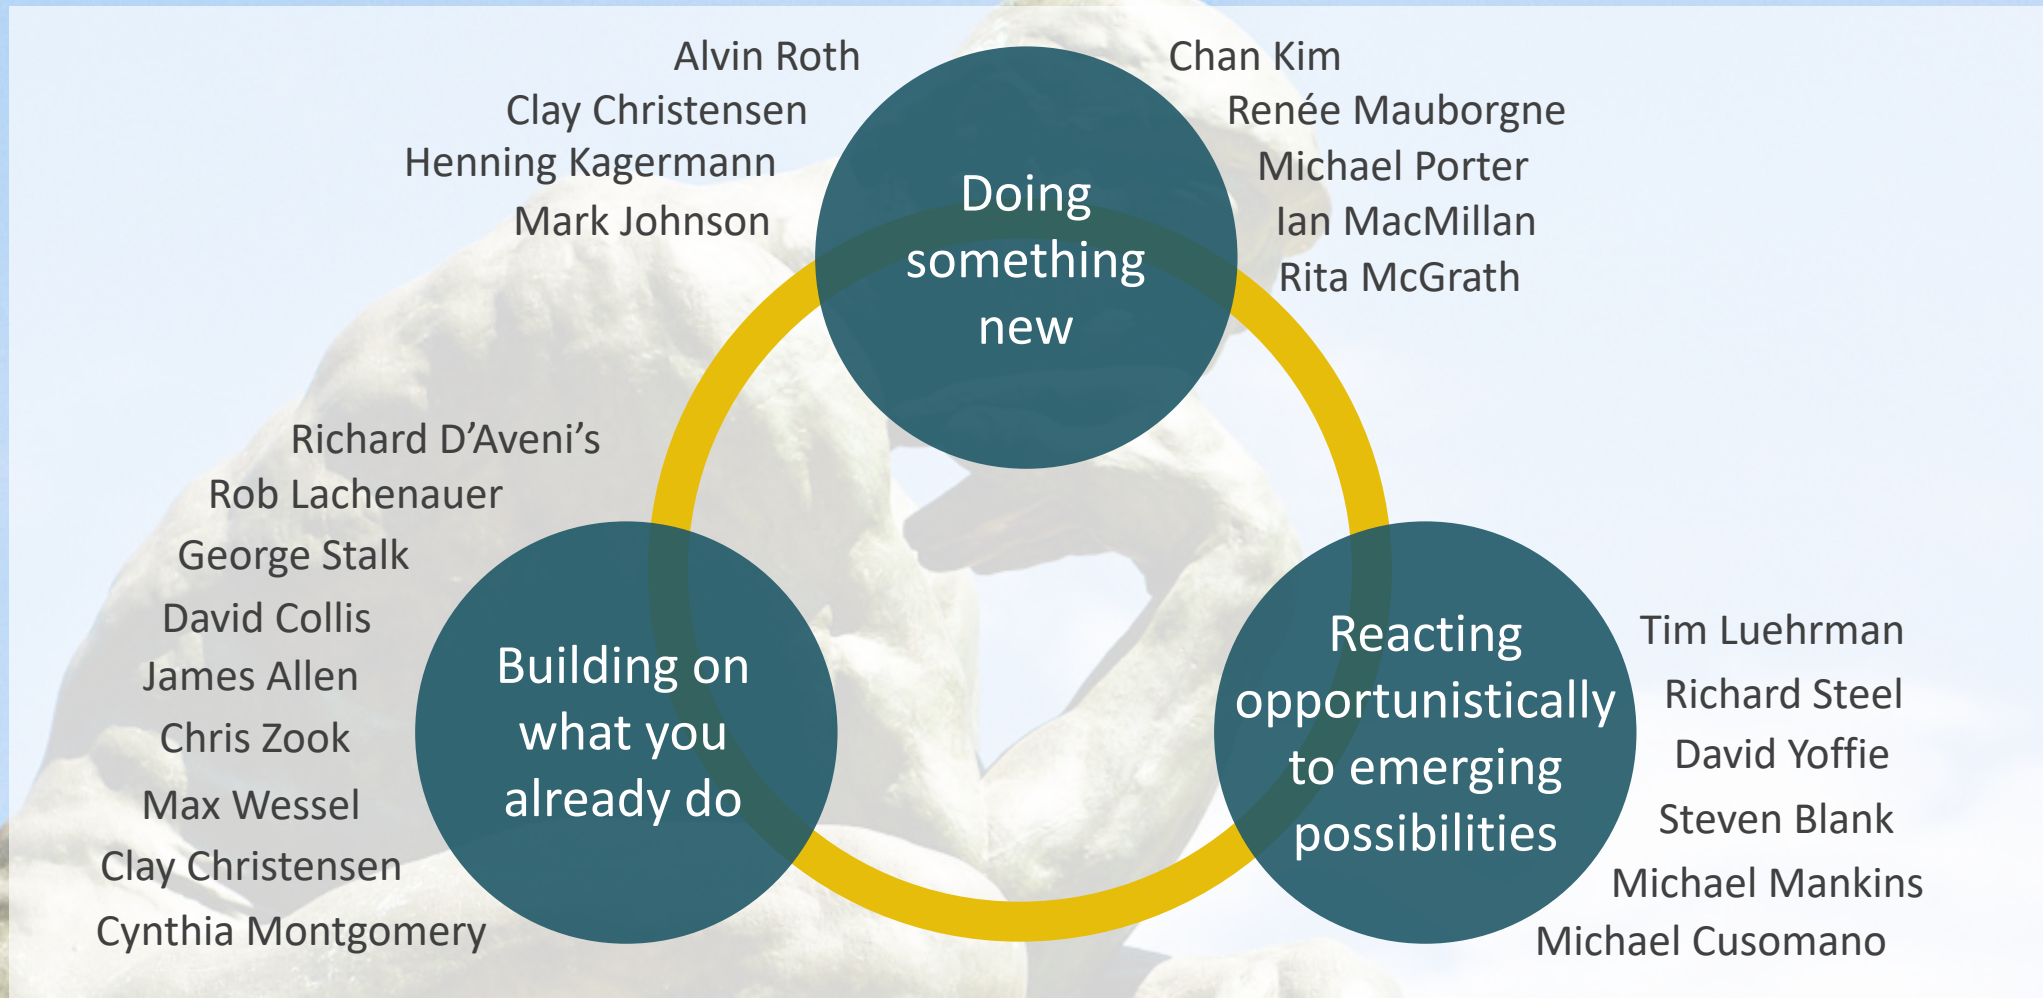 Alvin Roth
Clay Christensen
Henning Kagermann
Mark Johnson
Doing
something
new
Chan Kim
Renée Mauborgne
Michael Porter
Ian MacMillan
Rita McGrath
Richard D’Aveni’s
Rob Lachenauer
George Stalk
David Collis
James Allen
Chris Zook
Max Wessel
Clay Christensen
Cynthia Montgomery
Building on
what you
already do
Reacting
opportunistically
to emerging
possibilities
Tim Luehrman
Richard Steel
David Yoffie
Steven Blank
Michael Mankins
Michael Cusomano